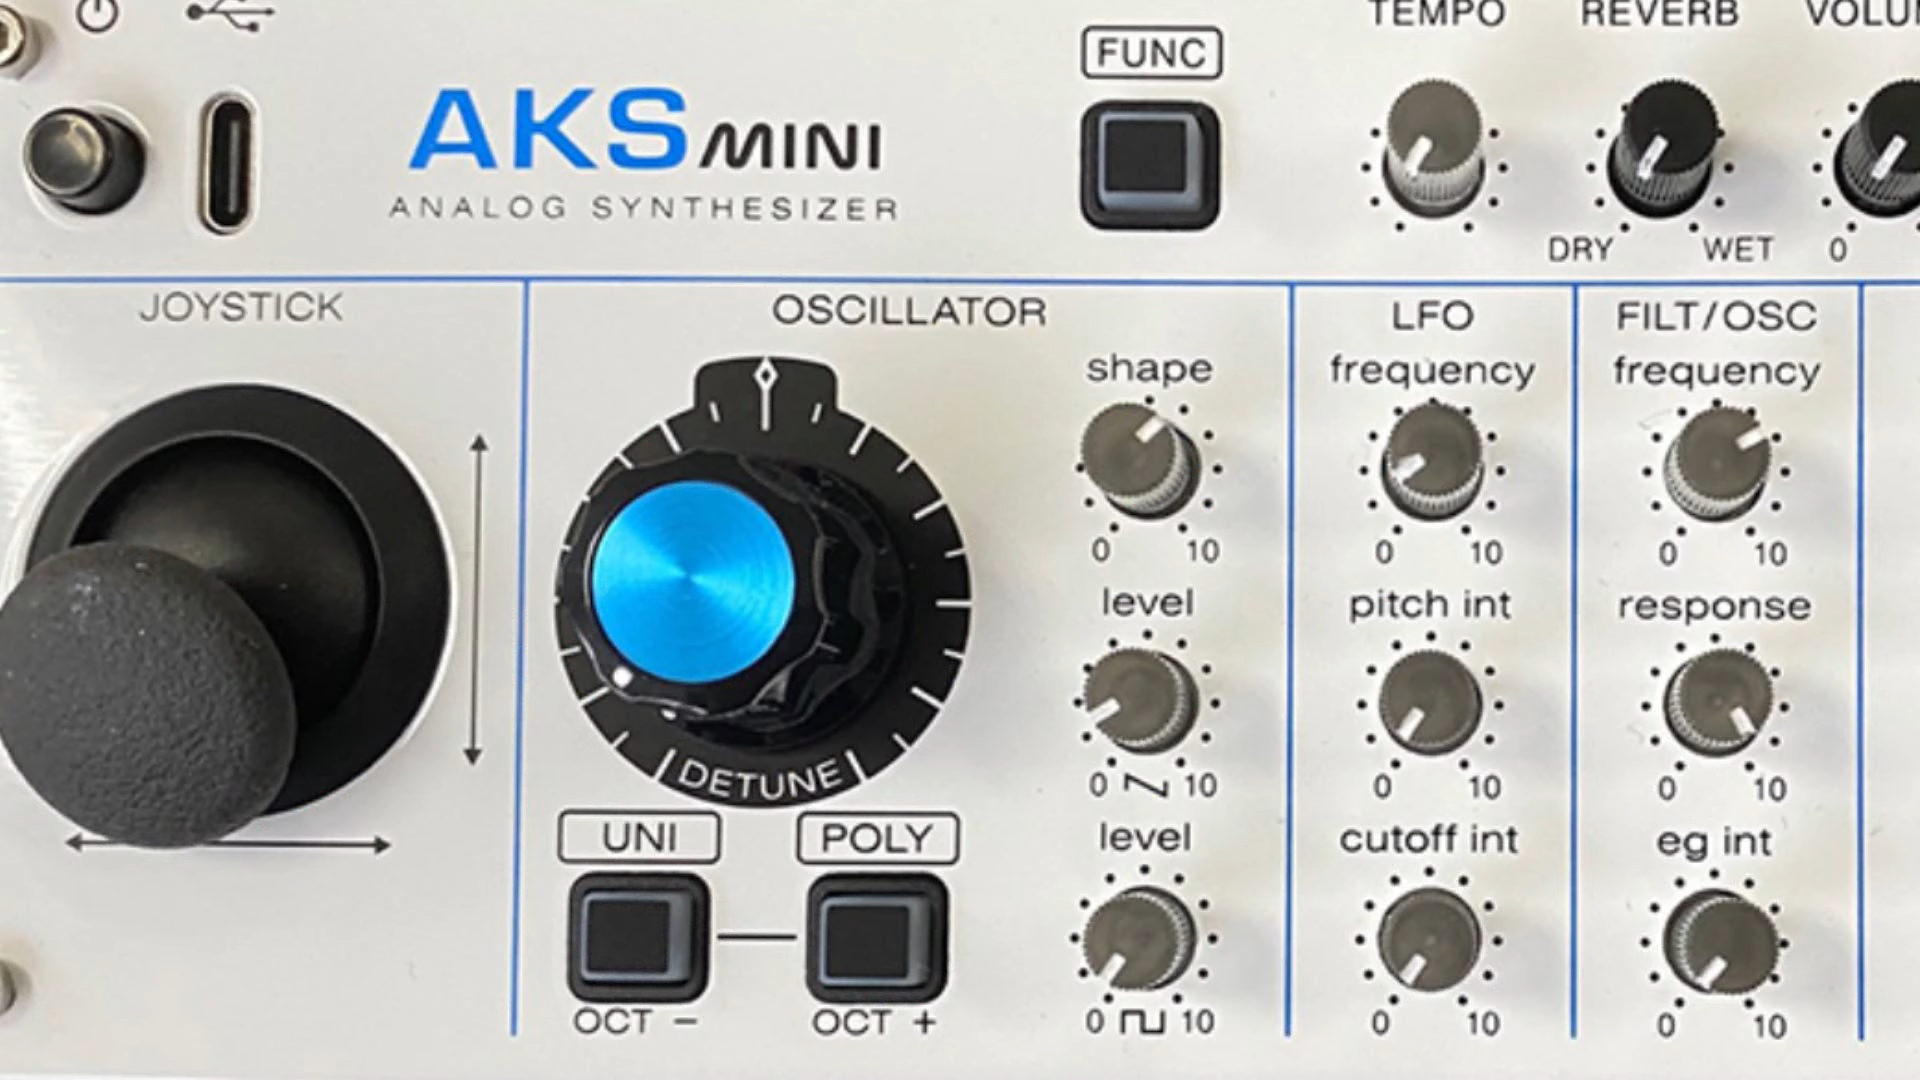 TEMPO REVERB
FUNC
AKS MINI
ANALOG SYNTHESIZER
DRY WET 0
JOYSTICK
OSCILLATOR
LFO
FILT/OSC
shape
frequency
frequency
0 10
0 10
0 10
level
pitch int
response
DETUNE
0 10
0 10
0 10
UNI
POLY
level
cutoff int
eg int
OCT -
OCT +
0 10
0 10
0 10